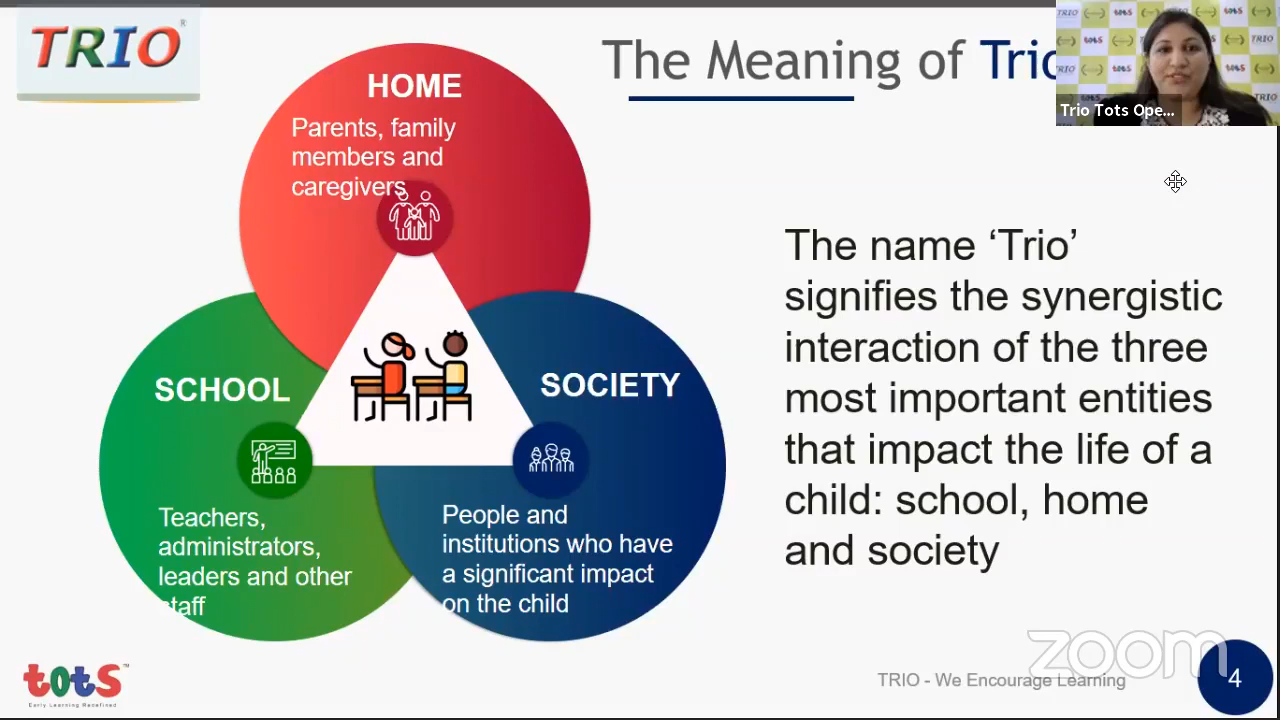 TRIO®
The Meaning of Trio
Trio Tots Ope...
HOME
Parents, family
members and
caregivers
SCHOOL
SOCIETY
Teachers,
administrators,
leaders and other
staff
People and
institutions who have
a significant impact
on the child
The name ‘Trio’
signifies the synergistic
interaction of the three
most important entities
that impact the life of a
child: school, home
and society
tots™
Early Learning Redefined
TRIO - We Encourage Learning
zoom
4